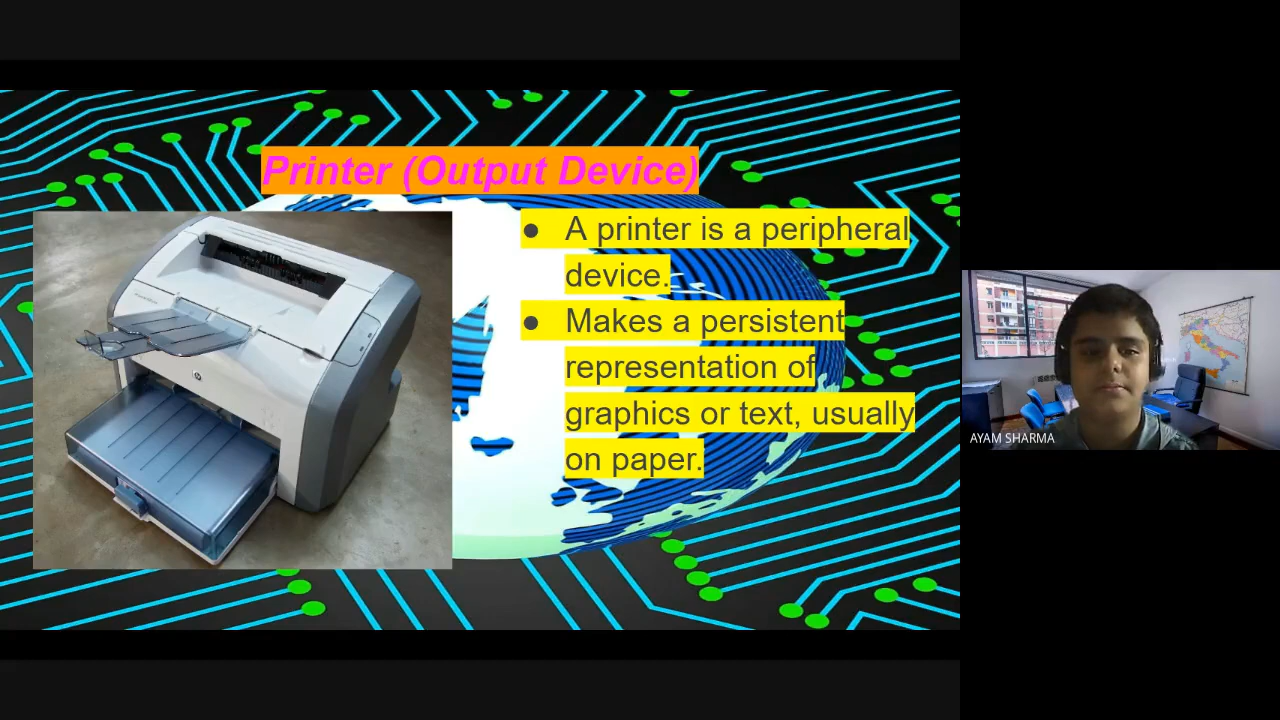 Printer (Output Device)
● A printer is a peripheral
device.
● Makes a persistent
representation of
graphics or text, usually
on paper.
hp
AYAM SHARMA